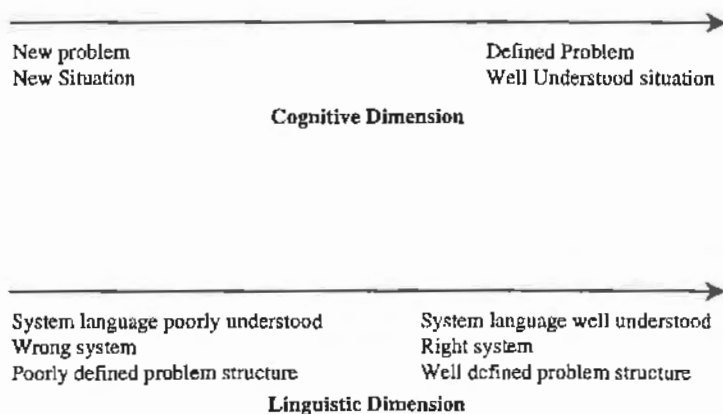 New problem
Defined Problem
New Situation
Well Understood situation
Cognitive Dimension
System language poorly understood
System language well understood
Wrong system
Right system
Poorly defined problem structure
Well defined problem structure
Linguistic Dimension